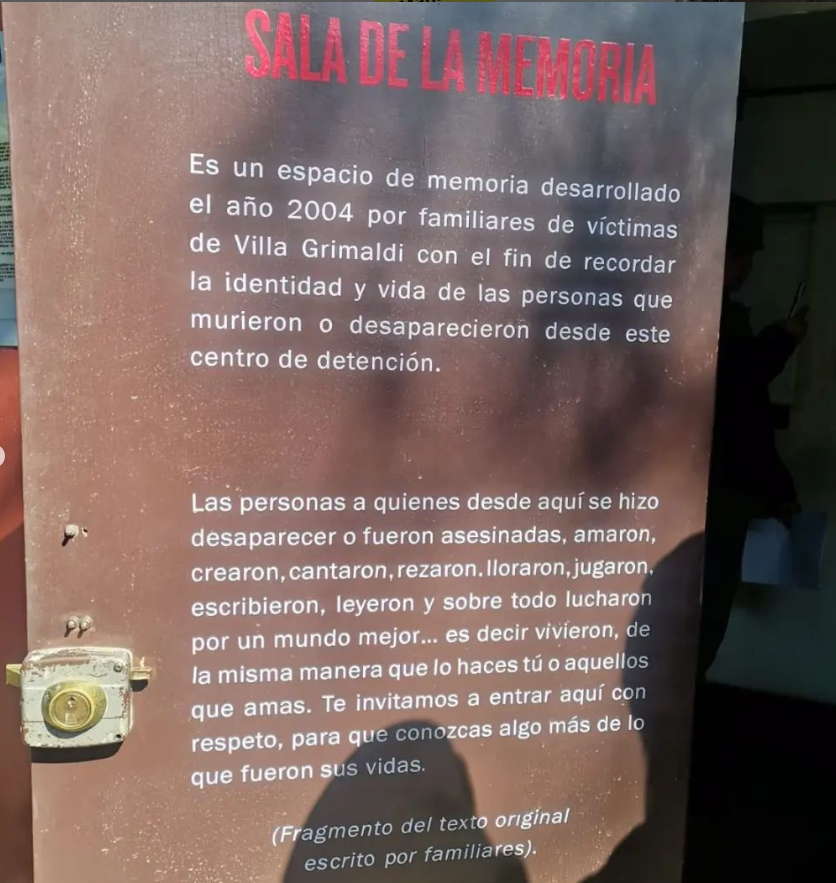 SALA DE LA MEMORIA
Es un espacio de memoria desarrollado
el año 2004 por familiares de víctimas
de Villa Grimaldi con el fin de recordar
la identidad y vida de las personas que
murieron o desaparecieron desde este
centro de detención.
Las personas a quienes desde aquí se hizo
desaparecer o fueron asesinadas, amaron,
crearon, cantaron, rezaron. lloraron, jugaron,
escribieron, leyeron y sobre todo lucharon
por un mundo mejor... es decir vivieron, de
la misma manera que lo haces tú o aquellos
que amas. Te invitamos a entrar aquí con
respeto, para que conozcas algo más de lo
que fueron sus vidas.
(Fragmento del texto original
escrito por familiares).